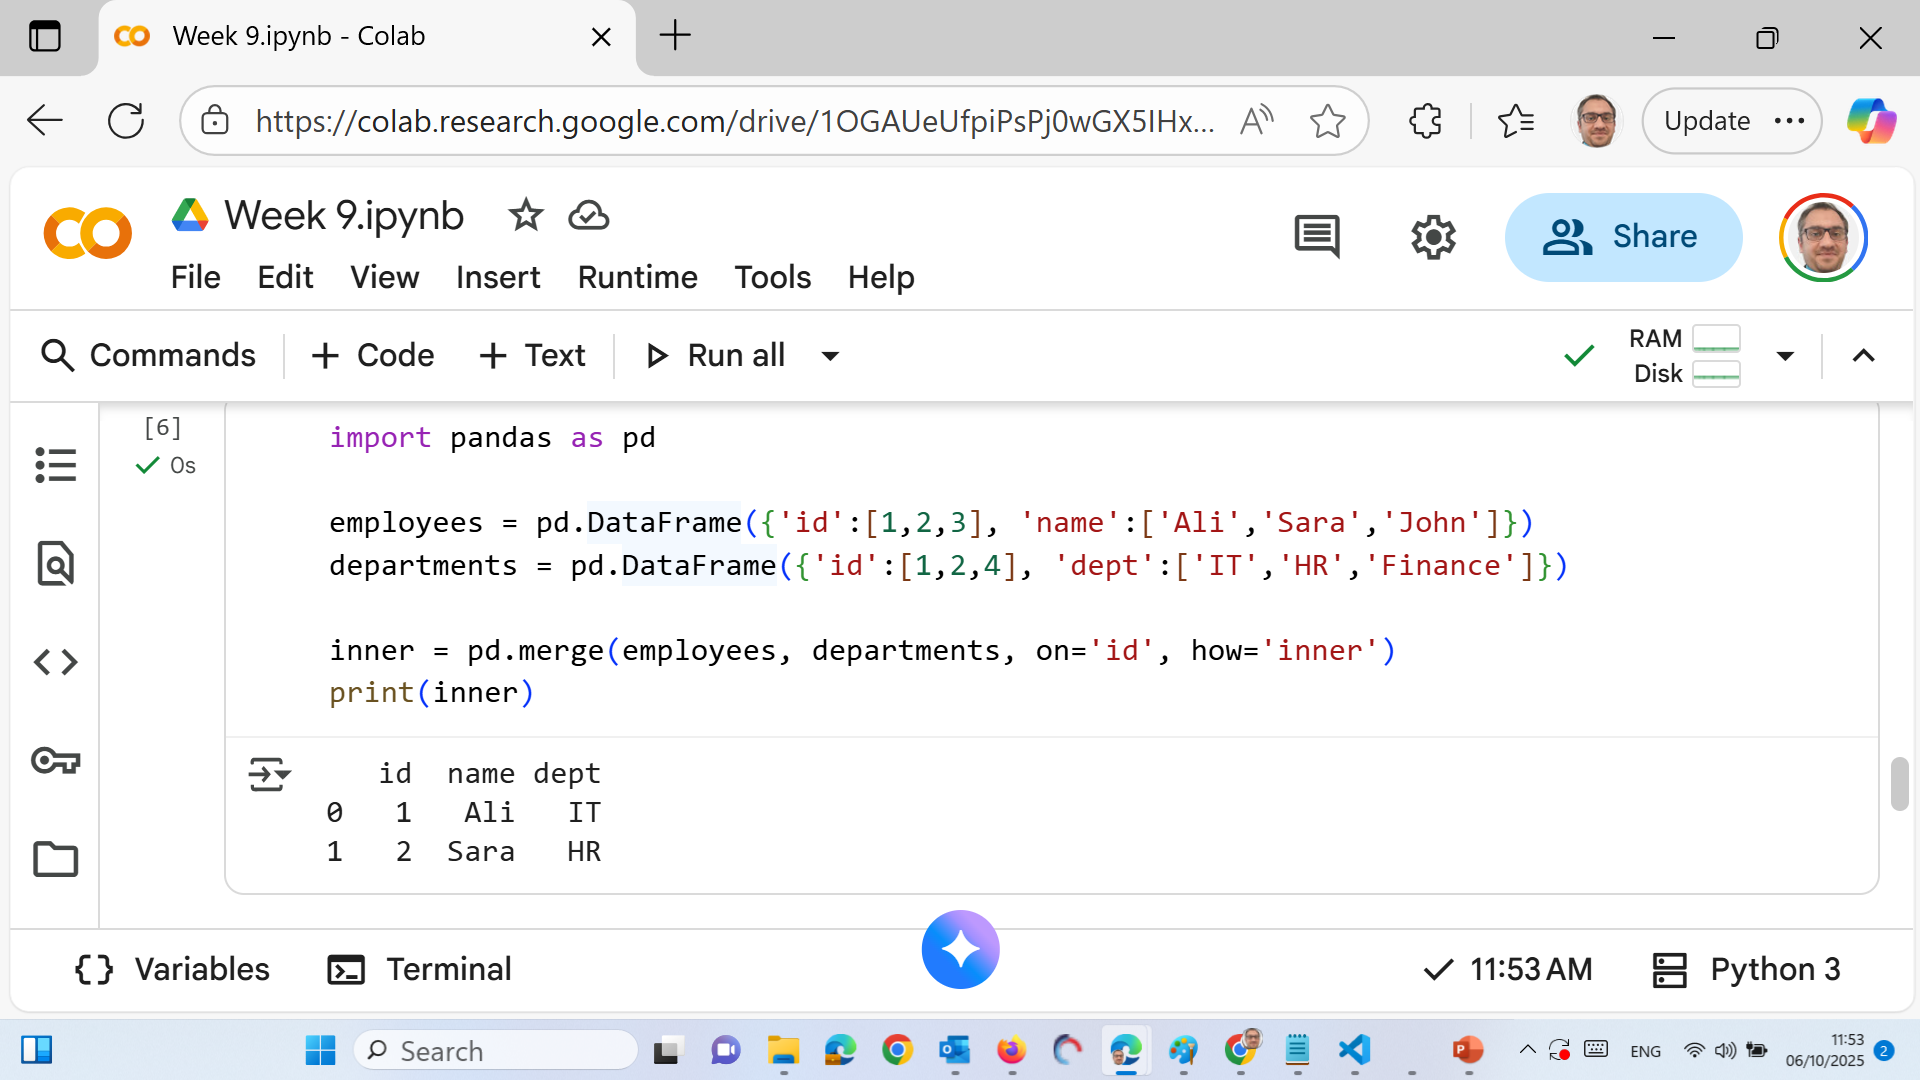 Week 9.ipynb - Colab
https://colab.research.google.com/drive/1OGAUeUfpiPsPj0wGX5IHx...
Update
Week 9.ipynb
File Edit View Insert Runtime Tools Help
Share
Commands + Code + Text Run all
RAM
Disk
[6]
0s
import pandas as pd
employees = pd.DataFrame({'id':[1,2,3], 'name':['Ali','Sara','John']})
departments = pd.DataFrame({'id':[1,2,4], 'dept':['IT','HR','Finance']})
inner = pd.merge(employees, departments, on='id', how='inner')
print(inner)
id name dept
0 1 Ali IT
1 2 Sara HR
Variables Terminal 11:53 AM Python 3
Search
ENG
11:53
06/10/2025
2